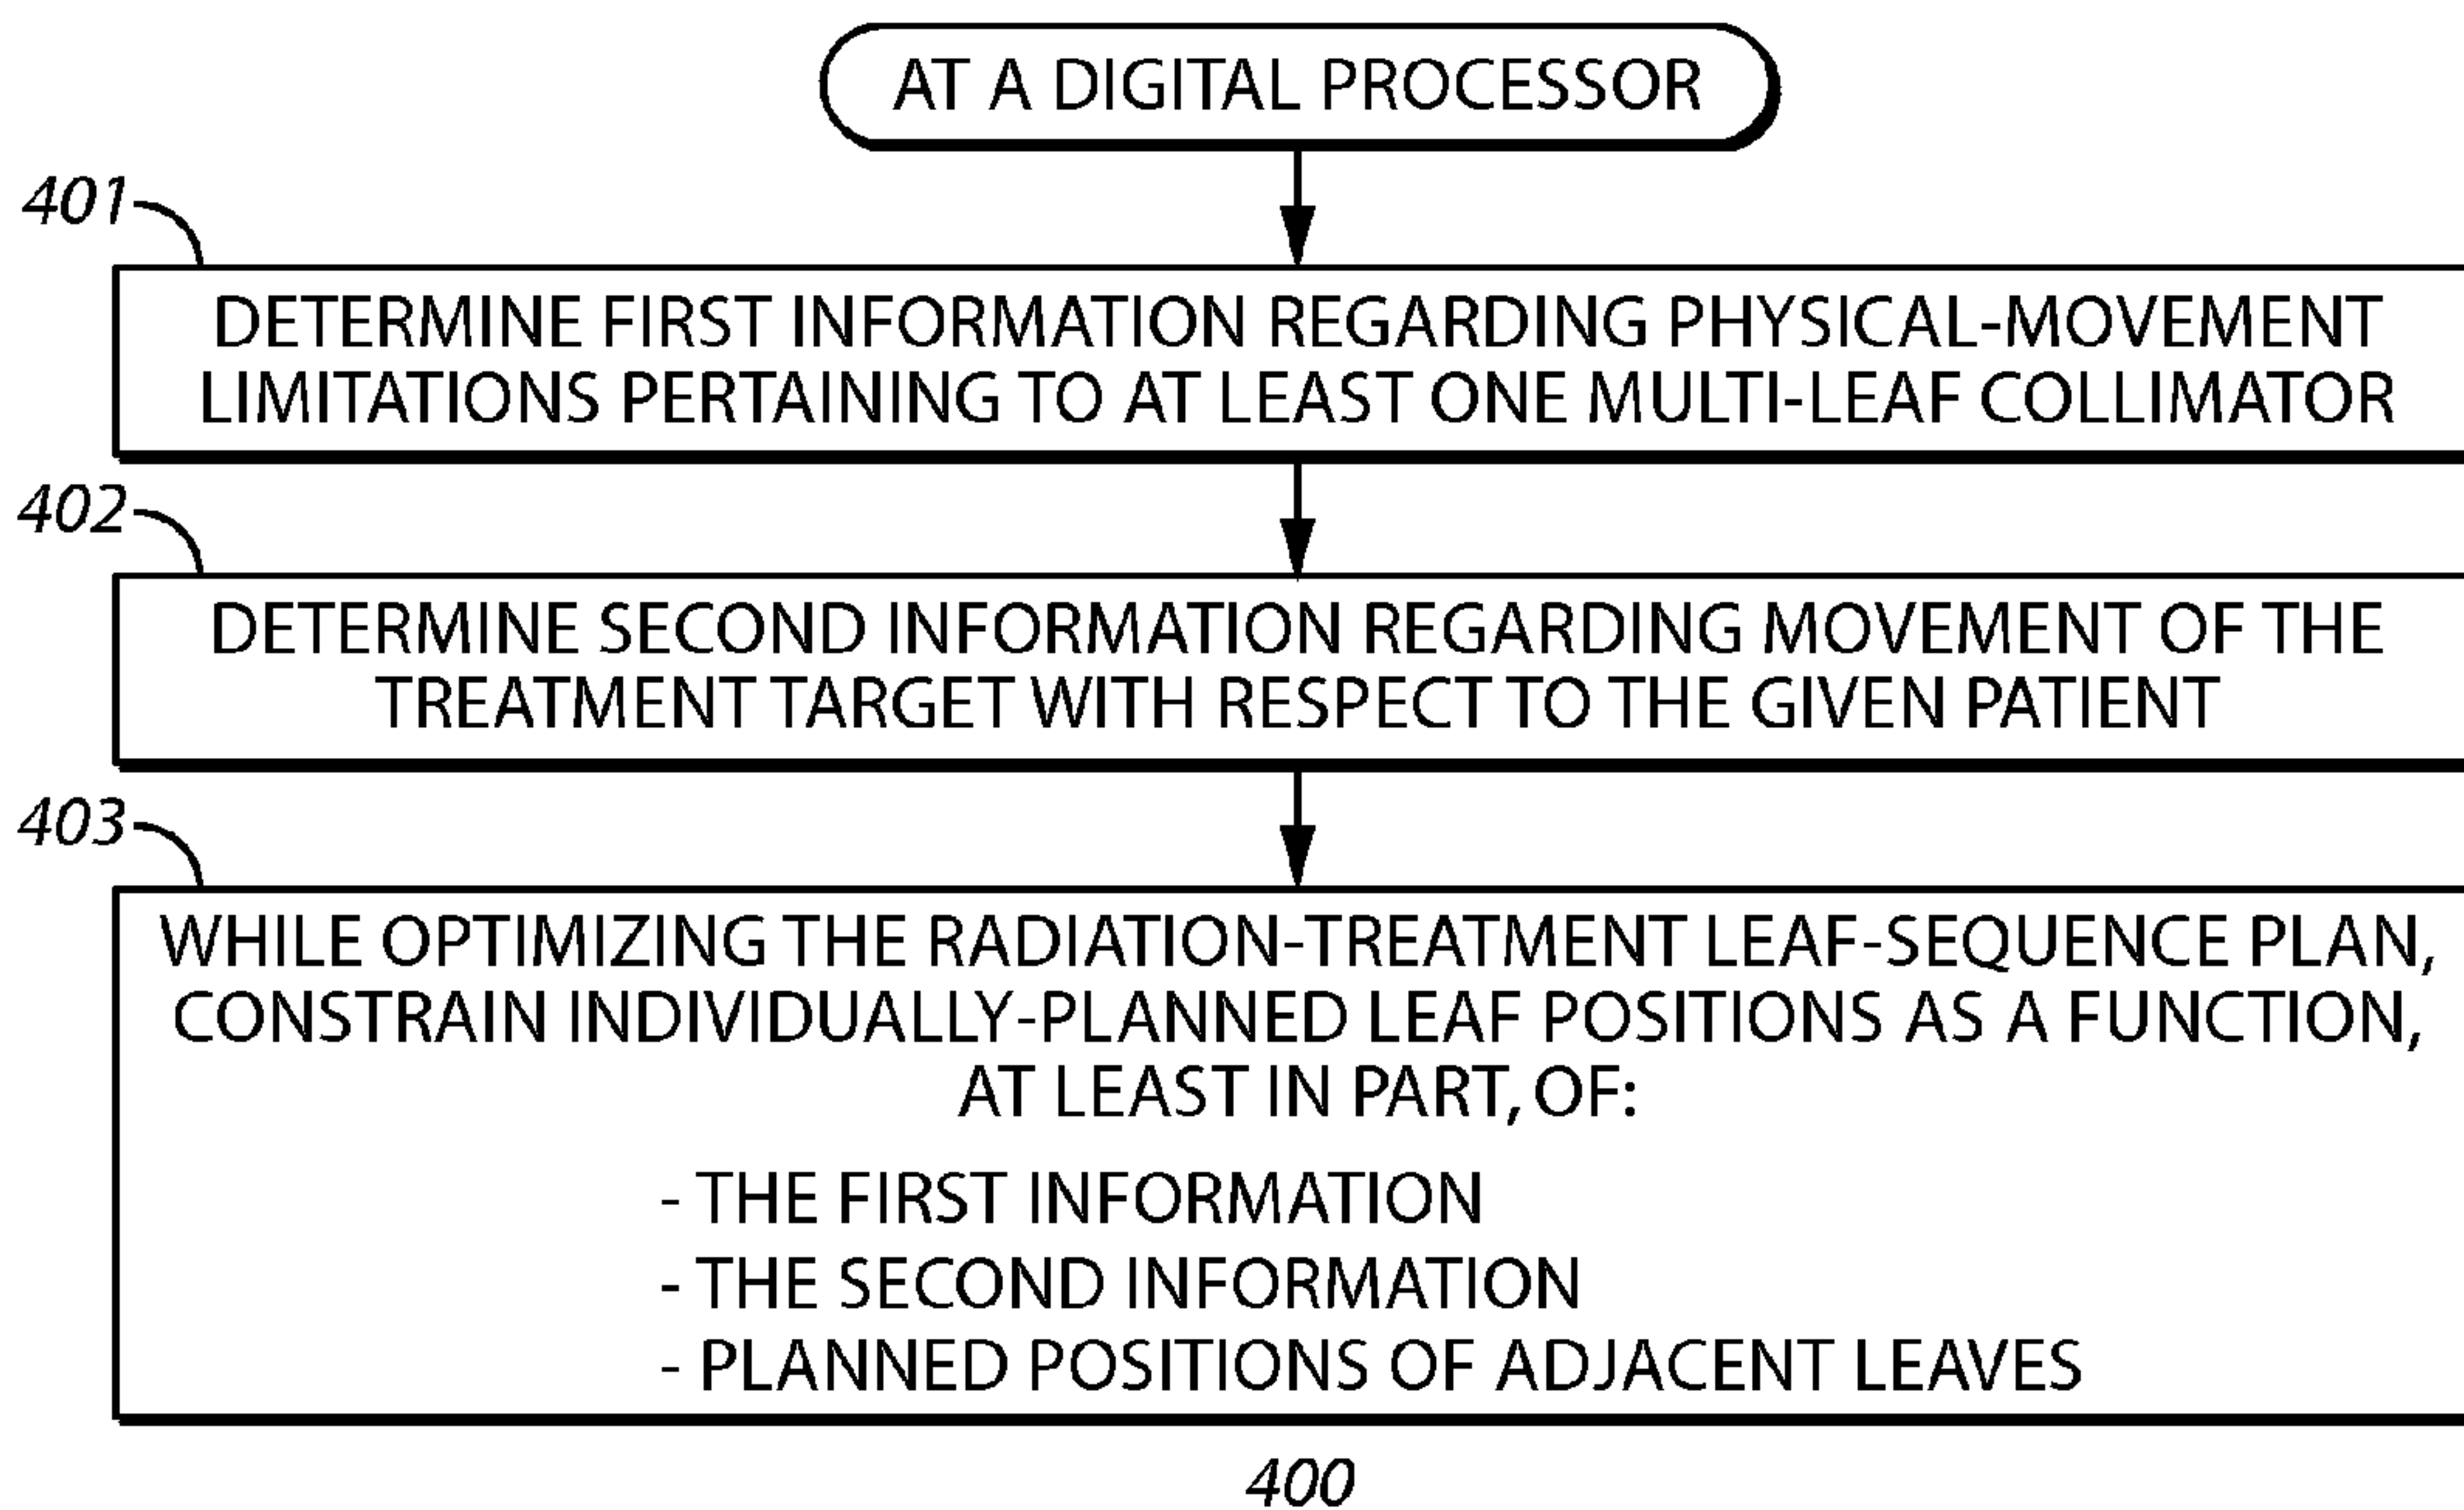 AT A DIGITAL PROCESSOR
401
DETERMINE FIRST INFORMATION REGARDING PHYSICAL-MOVEMENT
LIMITATIONS PERTAINING TO AT LEAST ONE MULTI-LEAF COLLIMATOR
402
DETERMINE SECOND INFORMATION REGARDING MOVEMENT OF THE
TREATMENT TARGET WITH RESPECT TO THE GIVEN PATIENT
403
WHILE OPTIMIZING THE RADIATION-TREATMENT LEAF-SEQUENCE PLAN,
CONSTRAIN INDIVIDUALLY-PLANNED LEAF POSITIONS AS A FUNCTION,
AT LEAST IN PART, OF:
- THE FIRST INFORMATION
- THE SECOND INFORMATION
- PLANNED POSITIONS OF ADJACENT LEAVES
400